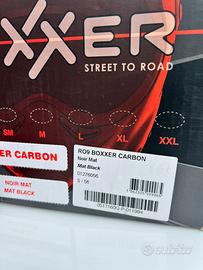 XXER
STREET TO ROAD
SM
M
L
XL
XXL
ER CARBON
NOIR MAT
MAT BLACK
RO9 BOXXER CARBON
Noir Mat
Mat Black
S / 56
subito